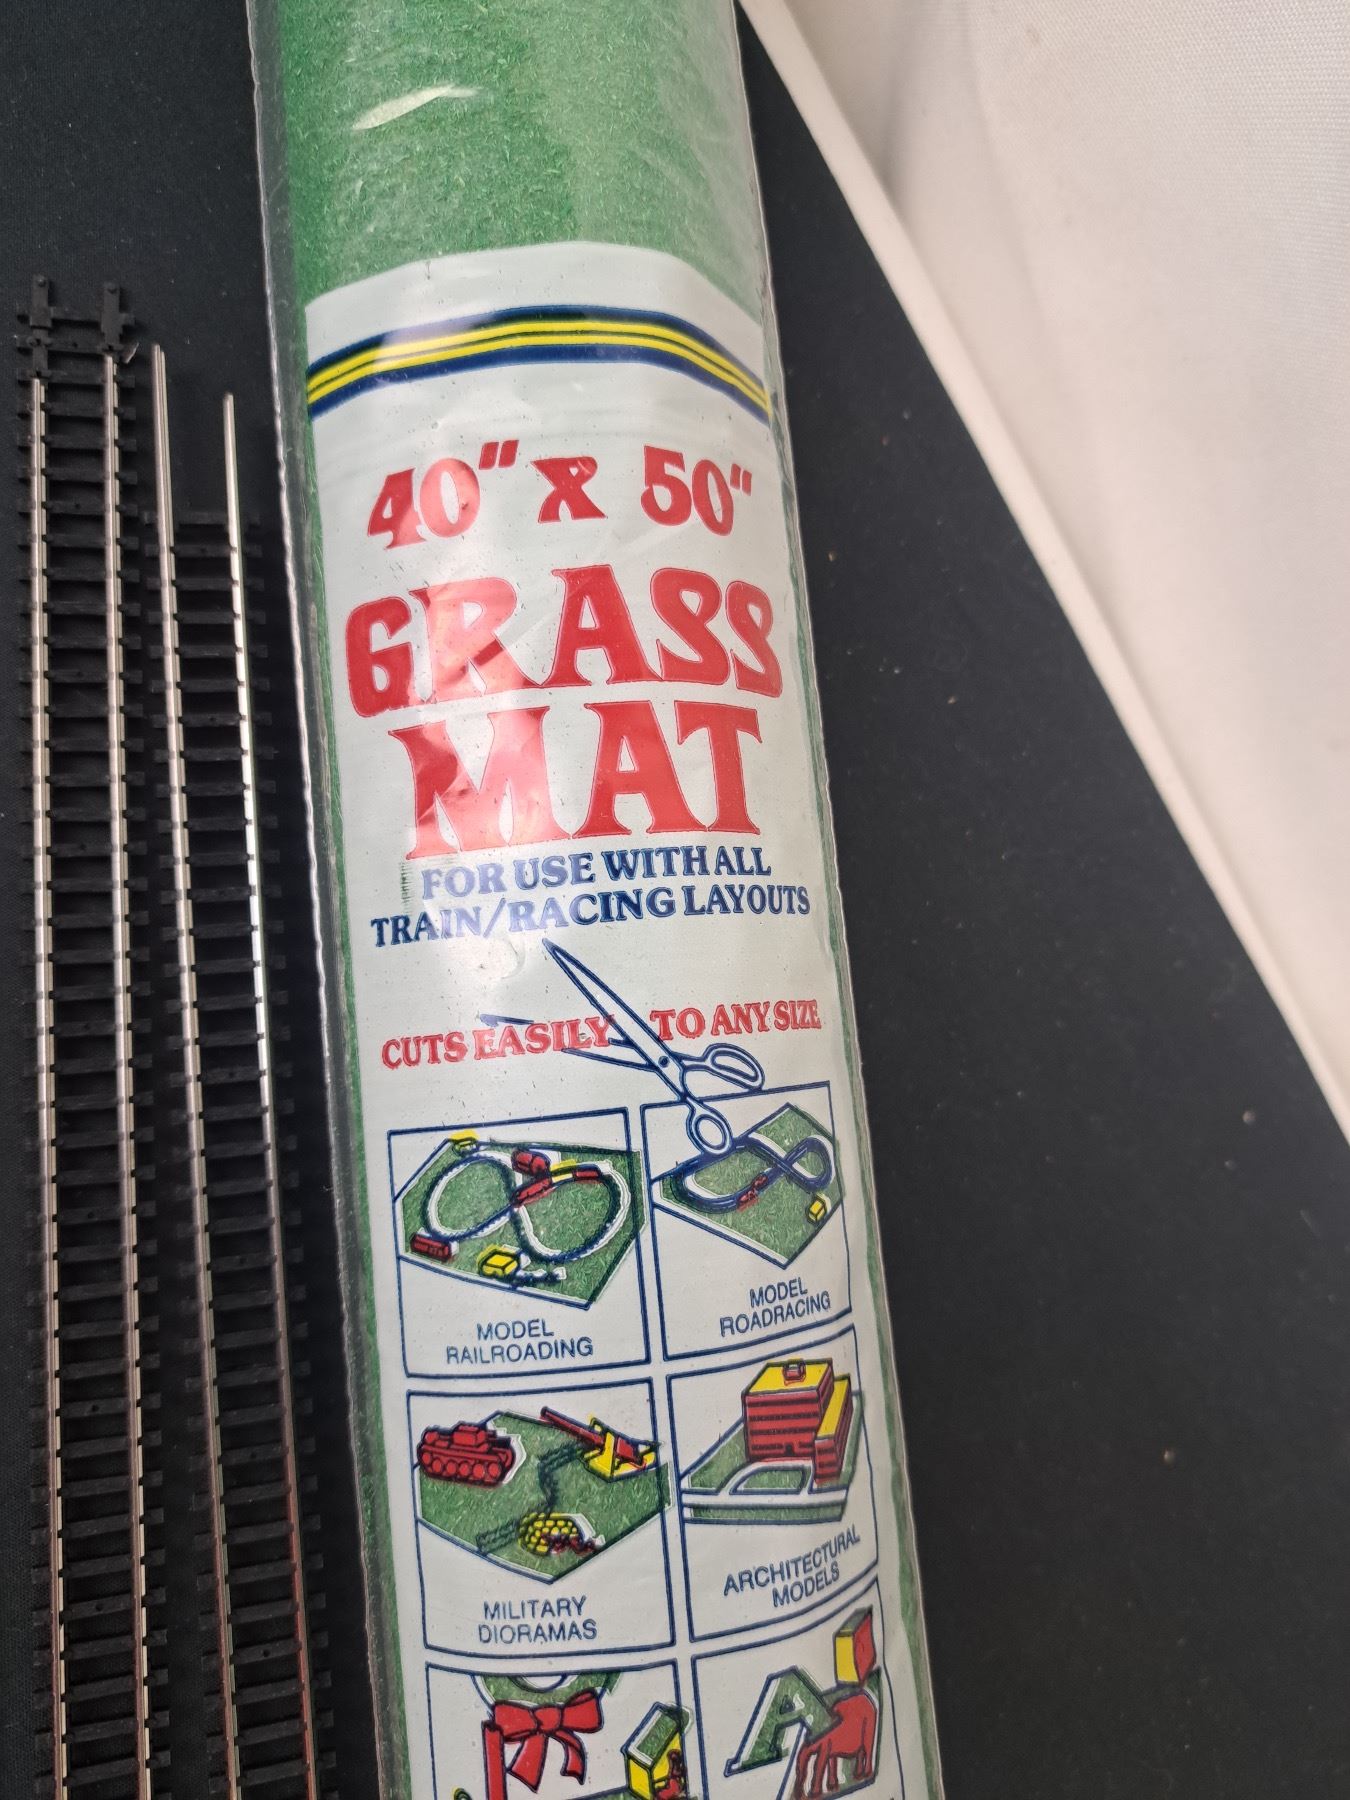 40" x 50"
GRASS
MAT
FOR USE WITH ALL
TRAIN/RACING LAYOUTS
CUTS EASILY TO ANY SIZE
MODEL
RAILROADING
MODEL
ROADRACING
MILITARY
DIORAMAS
ARCHITECTURAL
MODELS
A